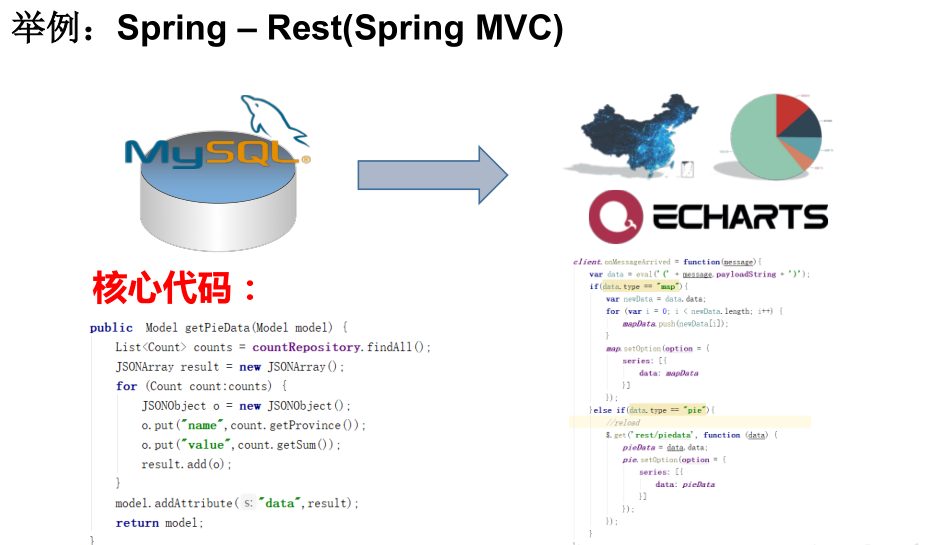 举例：Spring – Rest(Spring MVC)
MySQL®
ECHARTS
核心代码：
public Model getPieData(Model model) {
List<Count> counts = countRepository.findAll();
JSONArray result = new JSONArray();
for (Count count:counts) {
JSONObject o = new JSONObject();
o.put("name",count.getProvince());
o.put("value",count.getSum());
result.add(o);
}
model.addAttribute( s: "data",result);
return model;
}
client.onMessageArrived = function(message){
var data = eval('(' + message.payloadString + ')');
if(data.type == "map"){
var newData = data.data;
for (var i = 0; i < newData.length; i++) {
mapData.push(newData[i]);
}
map.setOption(option = {
series: [{
data: mapData
}]
});
}else if(data.type == "pie"){
//reload
$.get('rest/piedata', function (data) {
pieData = data.data;
pie.setOption(option = {
series: [{
data: pieData
}]
});
});
}